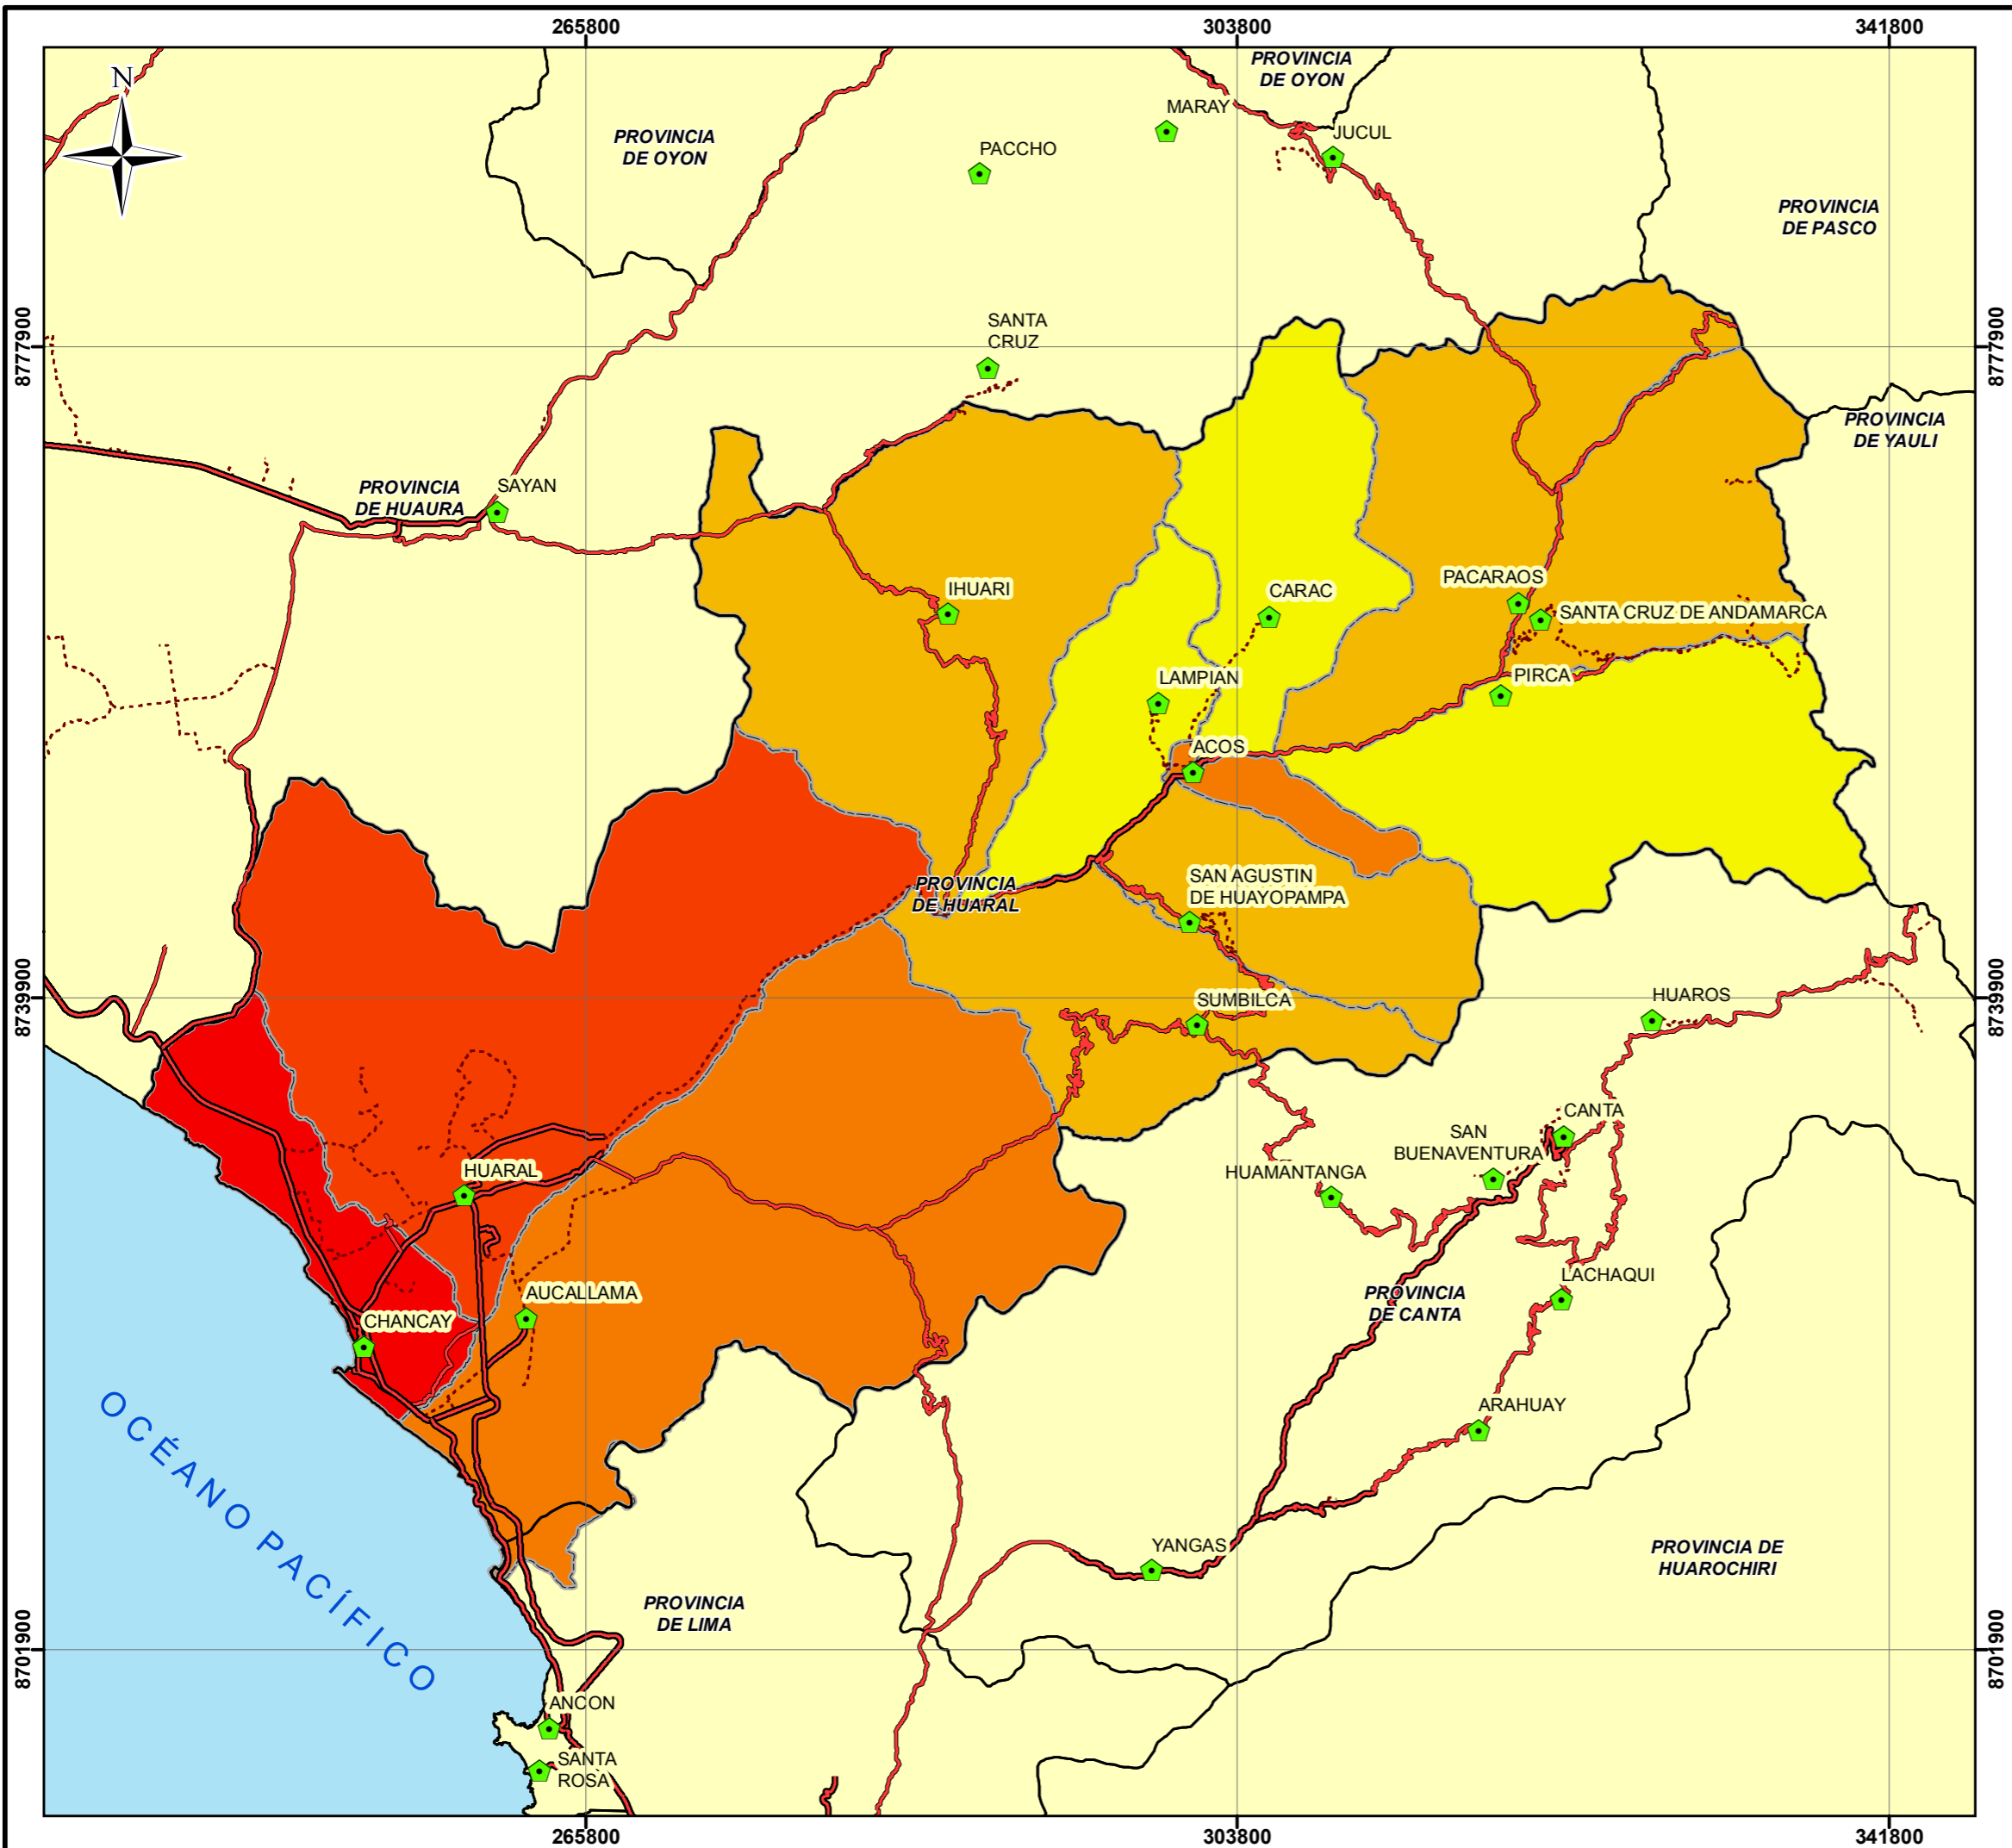 265800
303800
341800
N
PROVINCIA
DE OYON
MARAY
JUCUL
PROVINCIA
DE OYON
PACCHO
PROVINCIA
DE PASCO
8777900
8777900
SANTA
CRUZ
PROVINCIA
DE YAULI
PROVINCIA
DE HUAURA
SAYAN
IHUARI
CARAC
PACARAOS
SANTA CRUZ DE ANDAMARCA
LAMPIAN
PIRCA
ACOS
PROVINCIA
DE HUARAL
SAN AGUSTIN
DE HUAYOPAMPA
8739900
8739900
SUMBILCA
HUAROS
CANTA
SAN
BUENAVENTURA
HUARAL
HUAMANTANGA
AUCALLAMA
LACHAQUI
CHANCAY
PROVINCIA
DE CANTA
ARAHUAY
OCÉANO PACÍFICO
YANGAS
PROVINCIA DE
HUAROCHIRI
PROVINCIA
DE LIMA
8701900
8701900
ANCON
SANTA
ROSA
265800
303800
341800